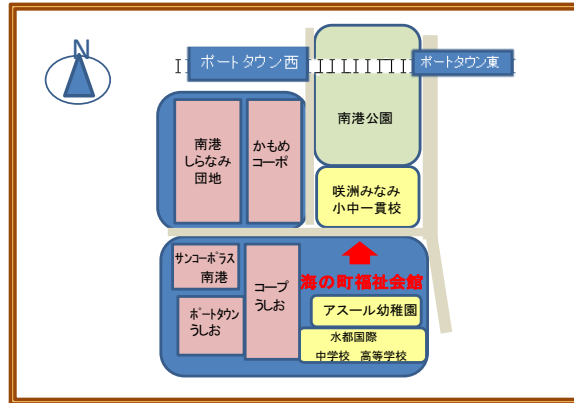 N
ポートタウン西
ポートタウン東
南港公園
南港
しらなみ
団地
かもめ
コーポ
咲洲みなみ
小中一貫校
サンコーポラス
南港
コープ
うしお
海の町福祉会館
ポートタウン
うしお
アスール幼稚園
水都国際
中学校 高等学校